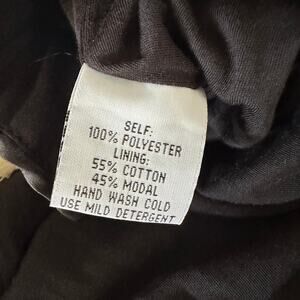 SELF:
100% POLYESTER
LINING:
55% COTTON
45% MODAL
HAND WASH COLD
USE MILD DETERGENT